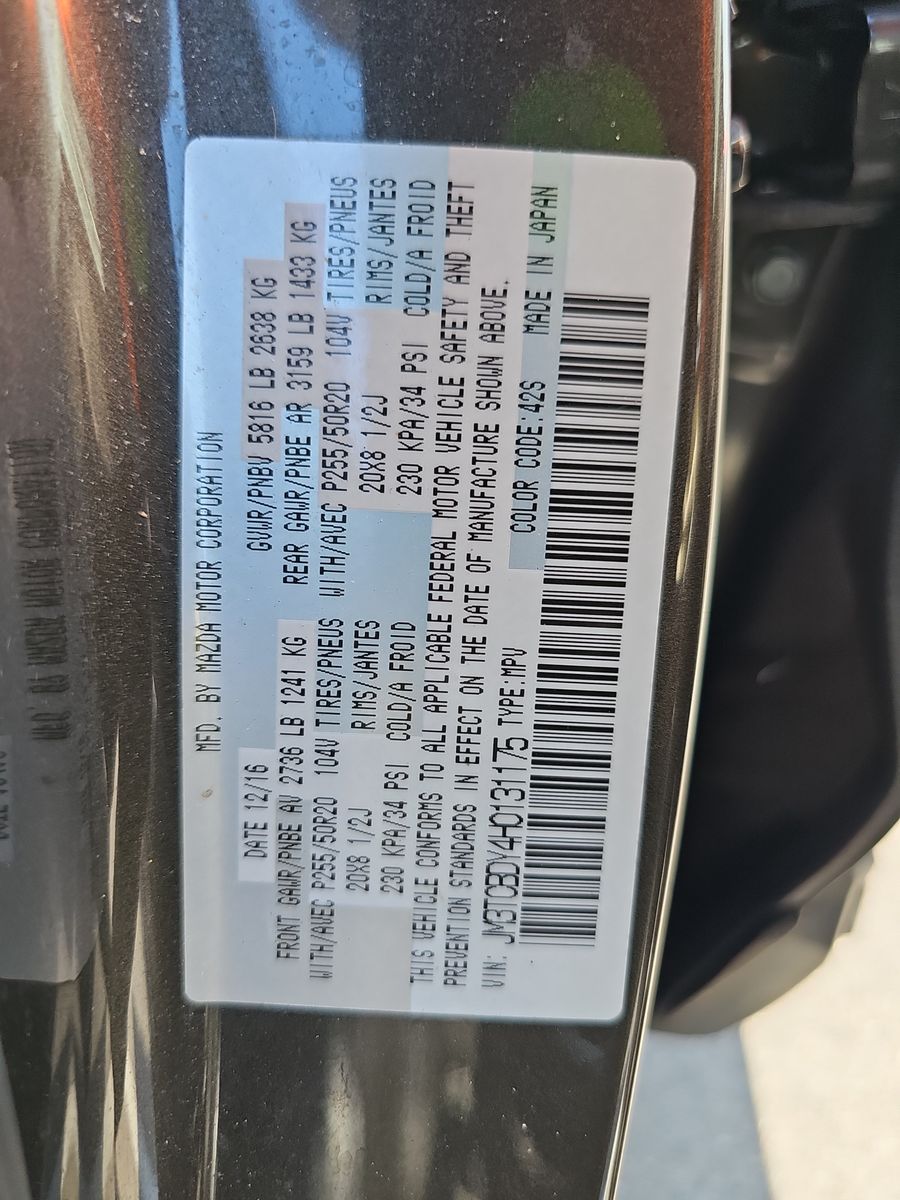 MFD. BY MAZDA MOTOR CORPORATION
DATE 12/16 GVWR/PNBV 5816 LB 2638 KG
FRONT GAWR/PNBE AV 2736 LB 1241 KG REAR GAWR/PNBE AR 3159 LB 1433 KG
WITH/AVEC P255/50R20 104V TIRES/PNEUS WITH/AVEC P255/50R20 104V TIRES/PNEUS
20X8 1/2J RIMS/JANTES 20X8 1/2J RIMS/JANTES
230 KPA/34 PSI COLD/A FROID 230 KPA/34 PSI COLD/A FROID
THIS VEHICLE CONFORMS TO ALL APPLICABLE FEDERAL MOTOR VEHICLE SAFETY AND THEFT
PREVENTION STANDARDS IN EFFECT ON THE DATE OF MANUFACTURE SHOWN ABOVE.
VIN: JM3TCBDY4H0131175 TYPE:MPV COLOR CODE:42S MADE IN JAPAN